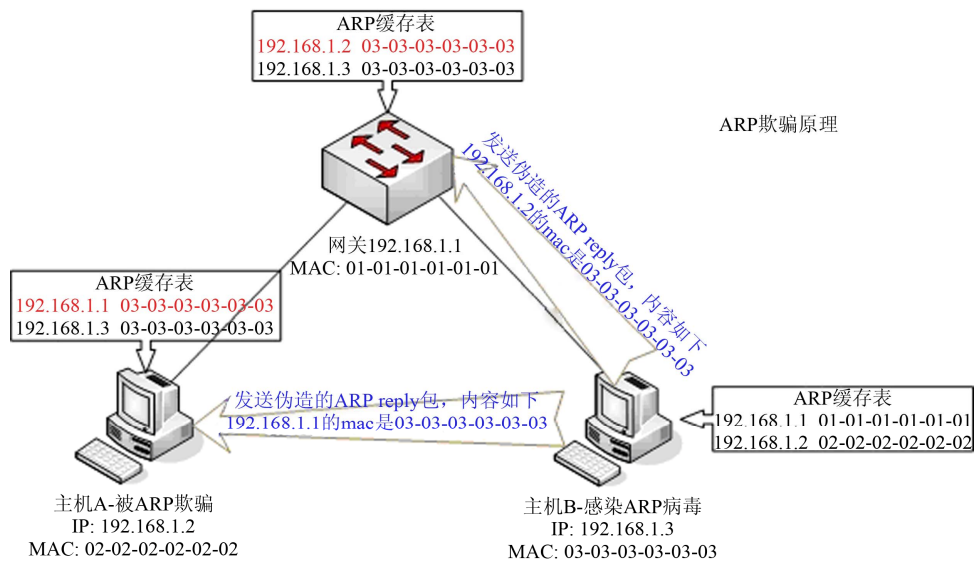 ARP缓存表
192.168.1.2 03-03-03-03-03-03
192.168.1.3 03-03-03-03-03-03
ARP欺骗原理
发送伪造的ARP reply包，内容如下
192.168.1.2的mac是03-03-03-03-03-03
网关192.168.1.1
MAC: 01-01-01-01-01-01
ARP缓存表
192.168.1.1 03-03-03-03-03-03
192.168.1.3 03-03-03-03-03-03
发送伪造的ARP reply包，内容如下
192.168.1.1的mac是03-03-03-03-03-03
ARP缓存表
192.168.1.1 01-01-01-01-01-01
192.168.1.2 02-02-02-02-02-02
主机A-被ARP欺骗
IP: 192.168.1.2
MAC: 02-02-02-02-02-02
主机B-感染ARP病毒
IP: 192.168.1.3
MAC: 03-03-03-03-03-03